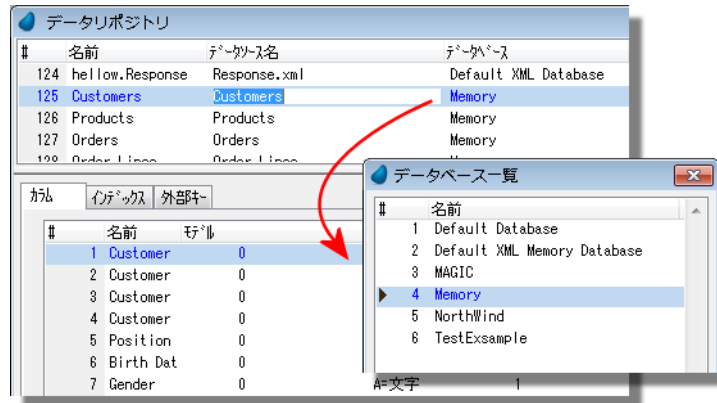 データリポジトリ
# 名前 ﾃﾞｰﾀｿｰｽ名 ﾃﾞｰﾀﾍﾞｰｽ
124 hellow.Response Response.xml Default XML Database
125 Customers Customers Memory
126 Products Products Memory
127 Orders Orders Memory
データベース一覧
# 名前
1 Default Database
2 Default XML Memory Database
3 MAGIC
4 Memory
5 NorthWind
6 TestExsample
ｶﾗﾑ ｲﾝﾃﾞｯｸｽ 外部ｷｰ
# 名前 ﾓﾃﾞﾙ
1 Customer 0
2 Customer 0
3 Customer 0
4 Customer 0
5 Position 0
6 Birth Dat 0
7 Gender 0 A=文字 1